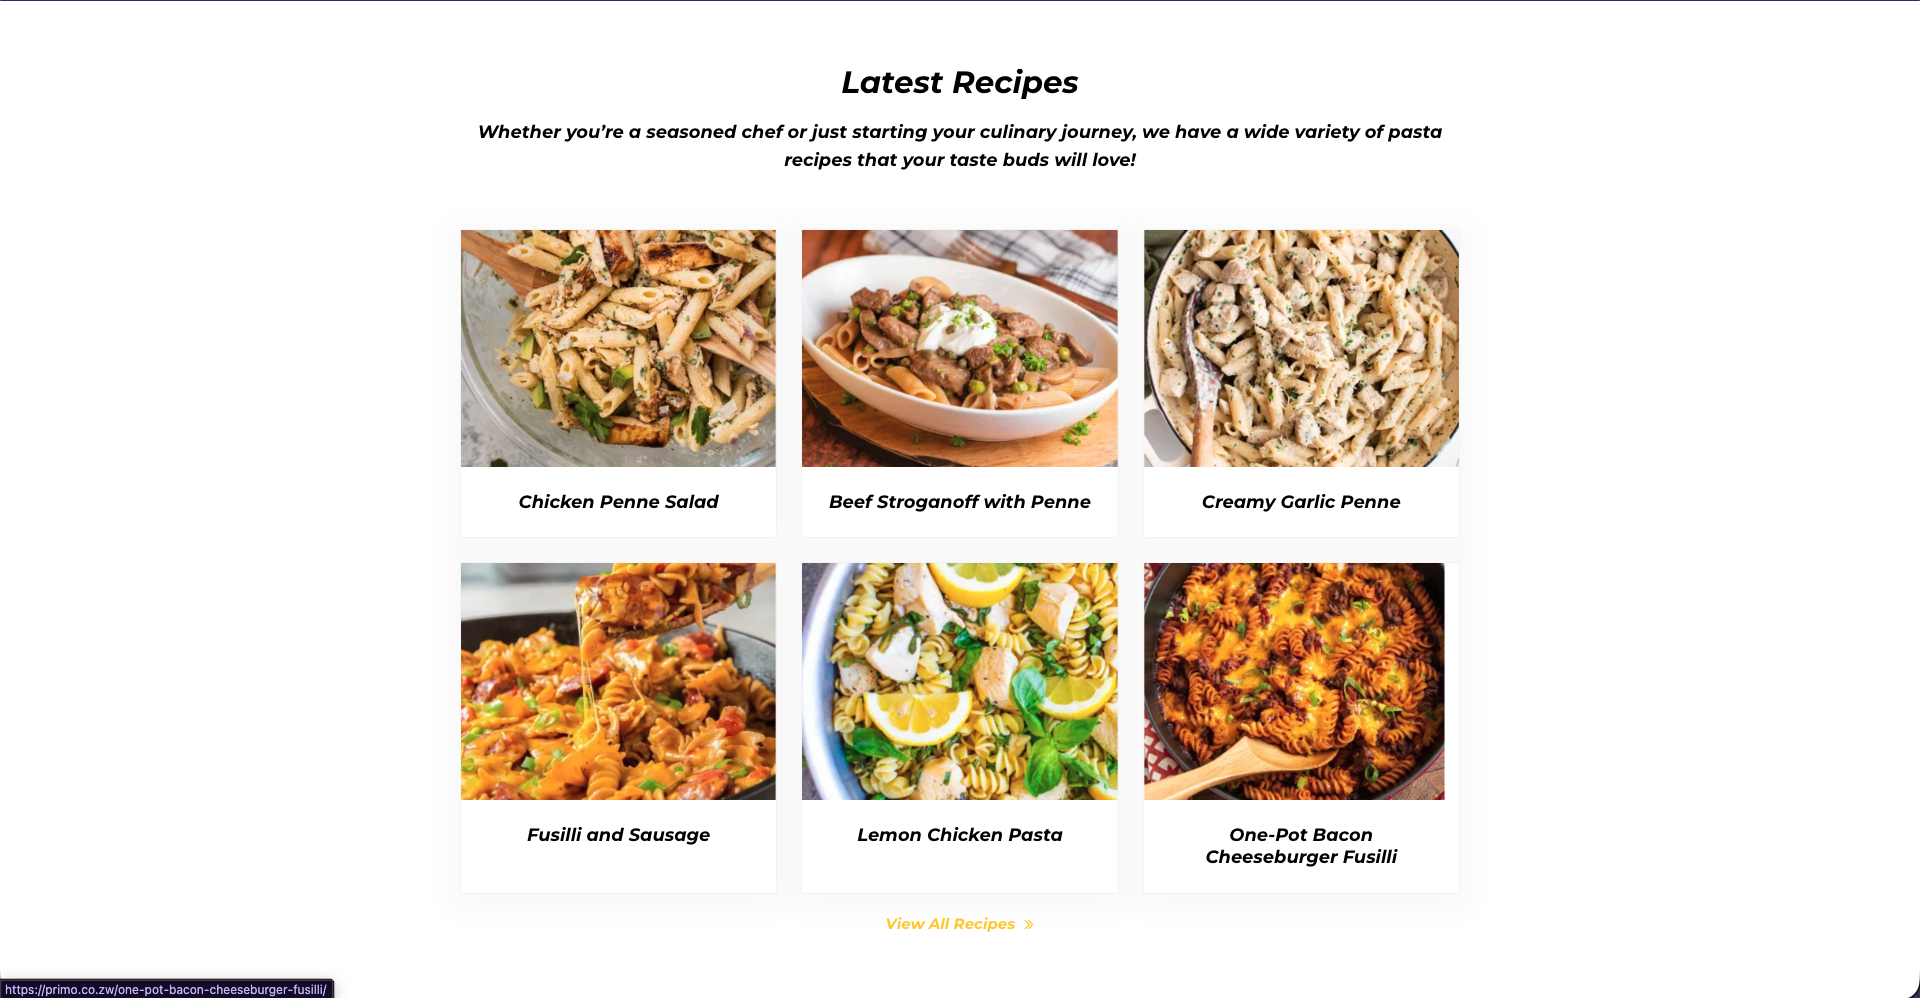 Latest Recipes
Whether you’re a seasoned chef or just starting your culinary journey, we have a wide variety of pasta
recipes that your taste buds will love!
Chicken Penne Salad
Beef Stroganoff with Penne
Creamy Garlic Penne
Fusilli and Sausage
Lemon Chicken Pasta
One-Pot Bacon
Cheeseburger Fusilli
View All Recipes »
https://primo.co.zw/one-pot-bacon-cheeseburger-fusilli/